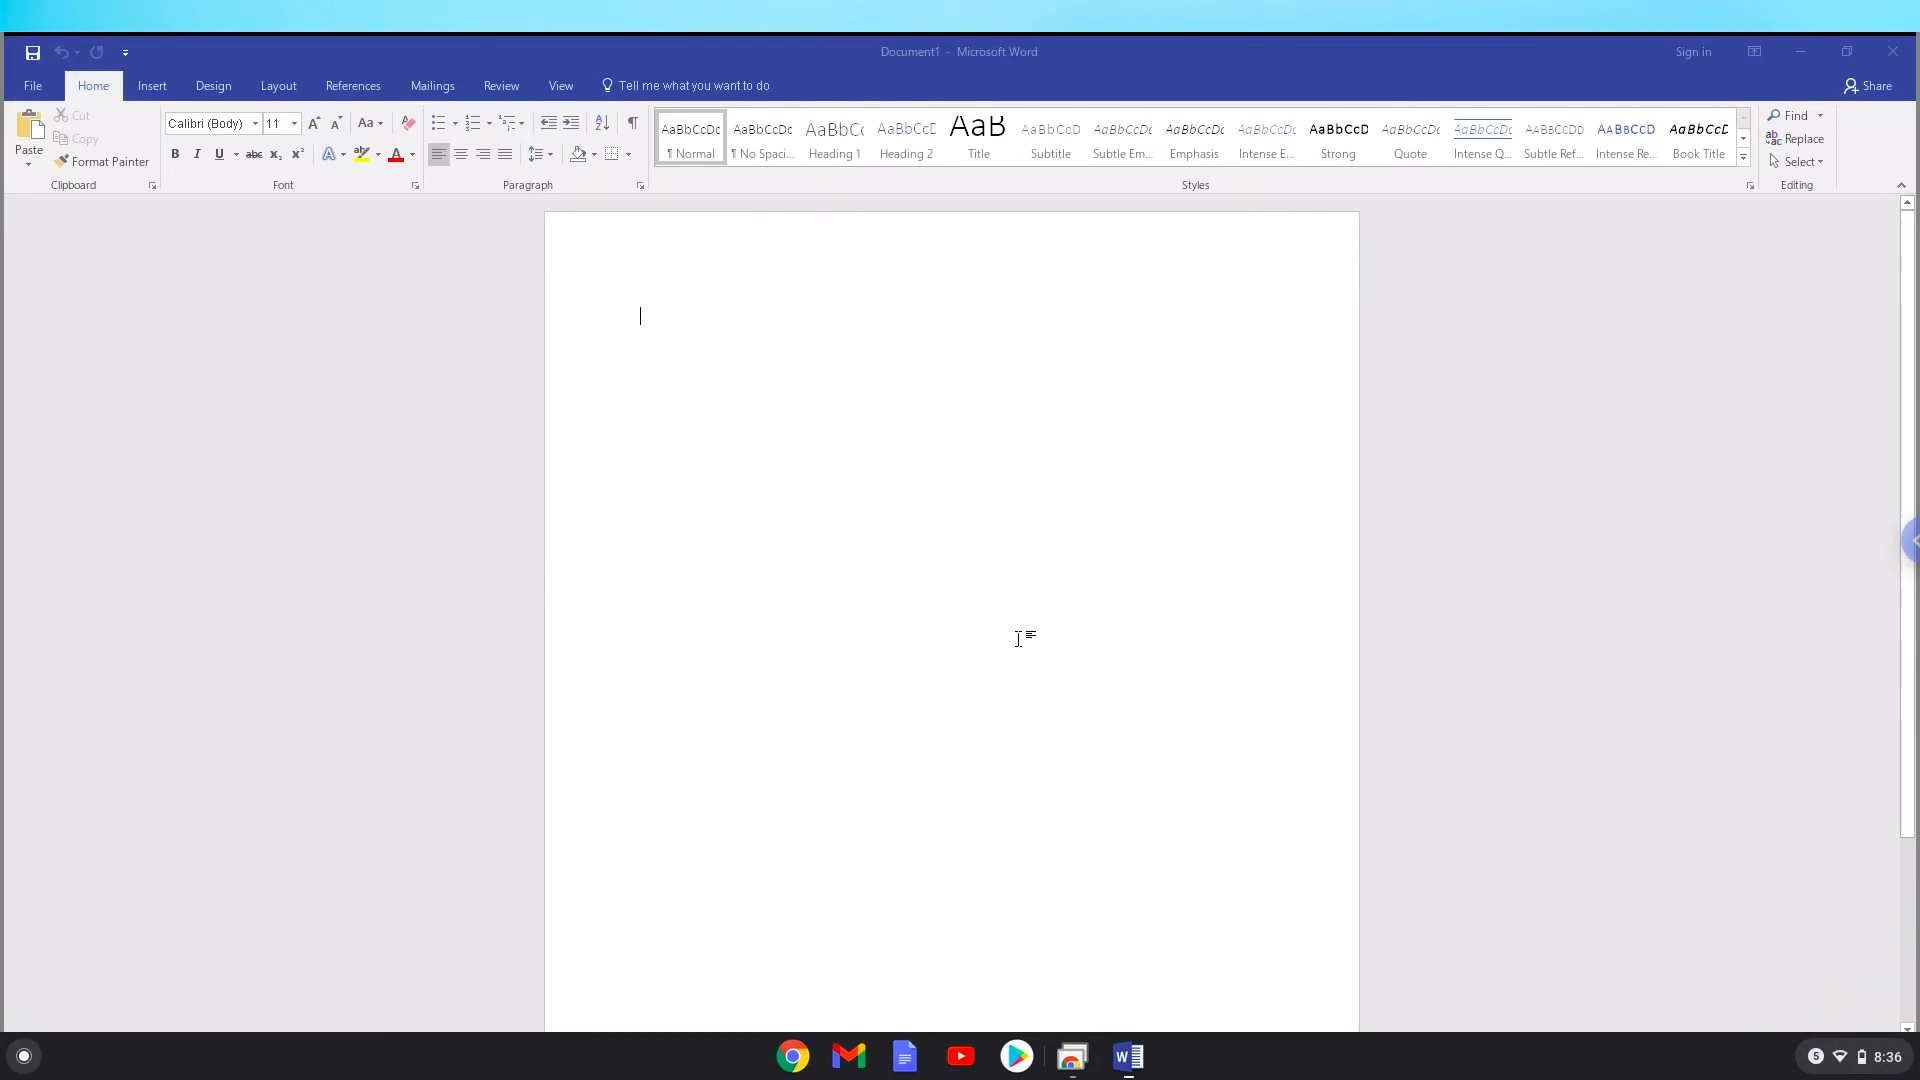 Document1 - Microsoft Word
Sign in
File
Home
Insert
Design
Layout
References
Mailings
Review
View
Tell me what you want to do
Share
Paste
Cut
Copy
Format Painter
Clipboard
Calibri (Body)
11
Aa
B I U abc x₂ x²
A
A
Font
Paragraph
AaBbCcDc
AaBbCcDc
AaBbCc
AaBbCcD
AaB
AaBbCcD
AaBbCcDc
AaBbCcDc
AaBbCcDc
AaBbCcD
AaBbCcDc
AaBbCcDc
AaBbCcDD
AaBbCcD
AaBbCcD
¶ Normal
¶ No Spaci...
Heading 1
Heading 2
Title
Subtitle
Subtle Em...
Emphasis
Intense E...
Strong
Quote
Intense Q...
Subtle Ref...
Intense Re...
Book Title
Styles
Find
Replace
Select
Editing
W
5
8:36